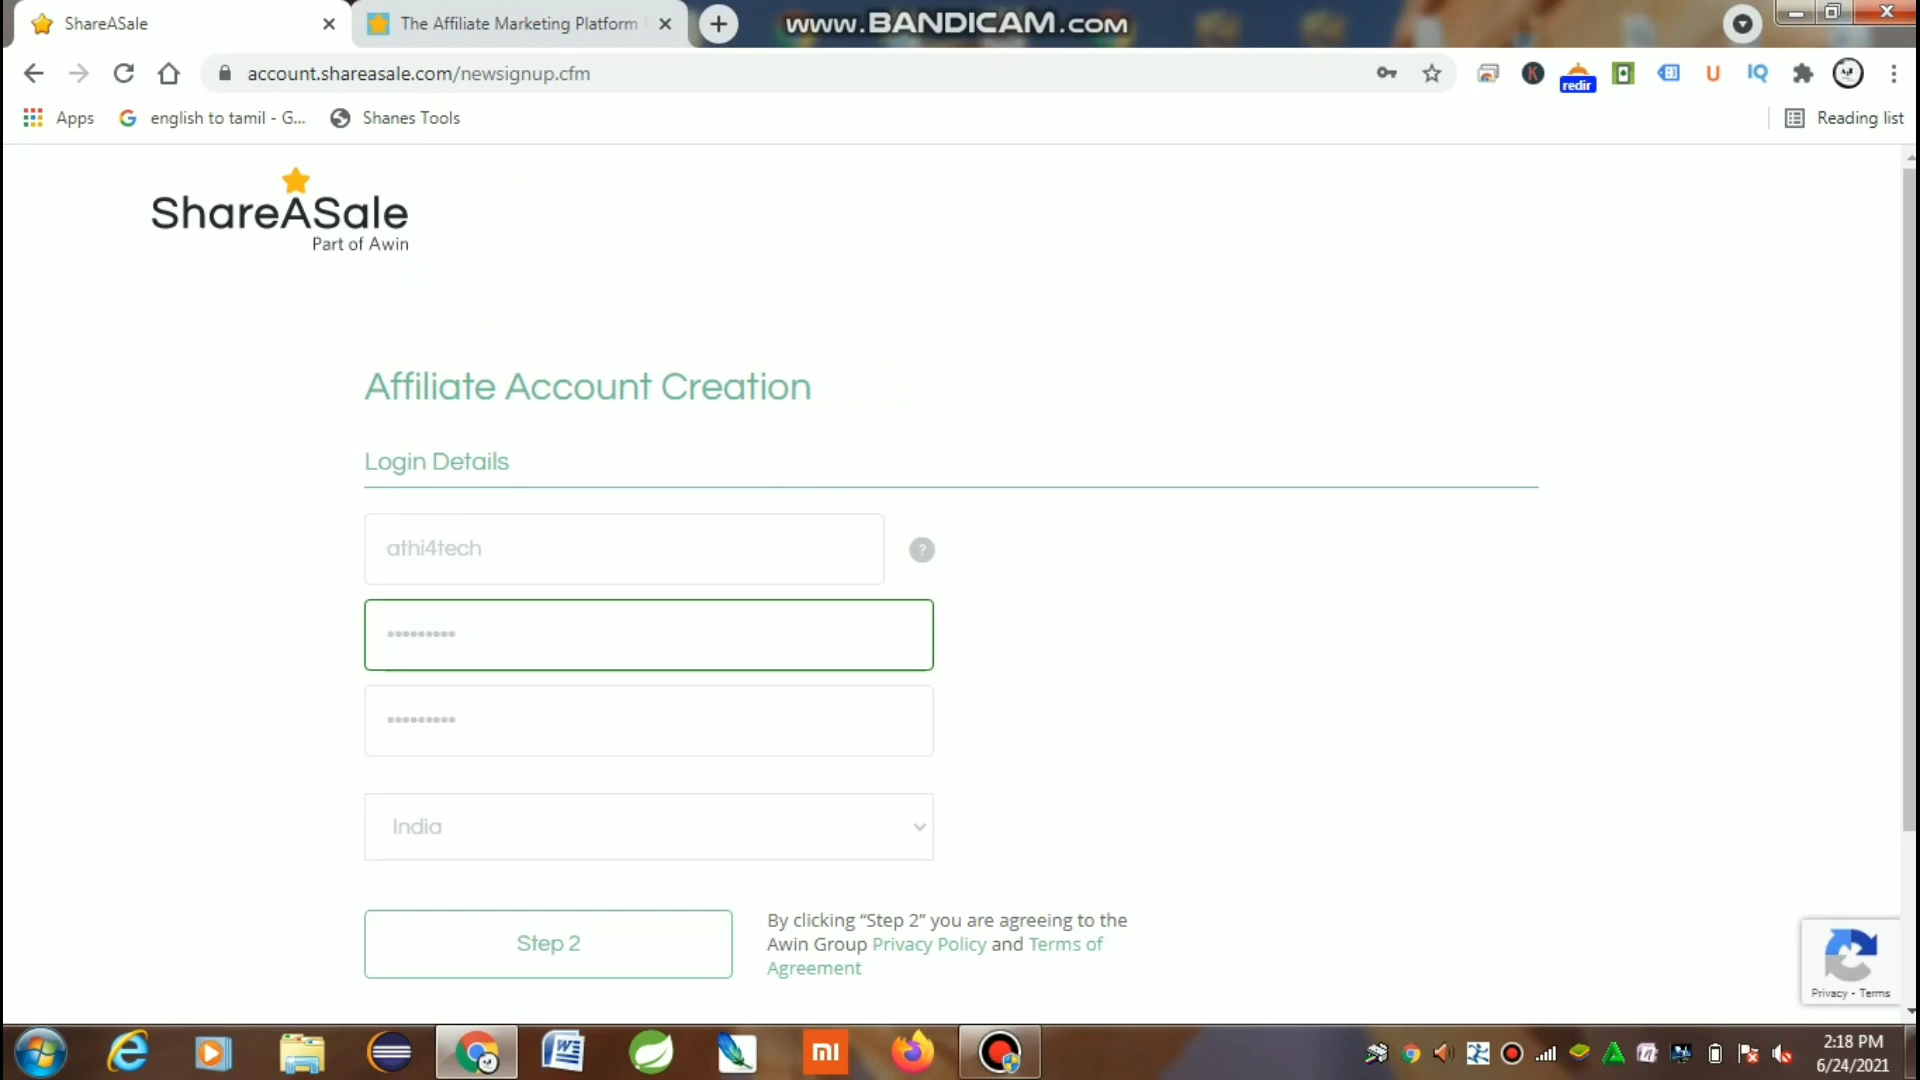 ShareASale
The Affiliate Marketing Platform
www.BANDICAM.com
account.shareasale.com/newsignup.cfm
redir
K
U
IQ
Apps
english to tamil - G...
Shanes Tools
Reading list
ShareASale
Part of Awin
Affiliate Account Creation
Login Details
athi4tech
?
•••••••••
•••••••••
India
Step 2
By clicking “Step 2” you are agreeing to the
Awin Group Privacy Policy and Terms of
Agreement
Privacy - Terms
mi
2:18 PM
6/24/2021